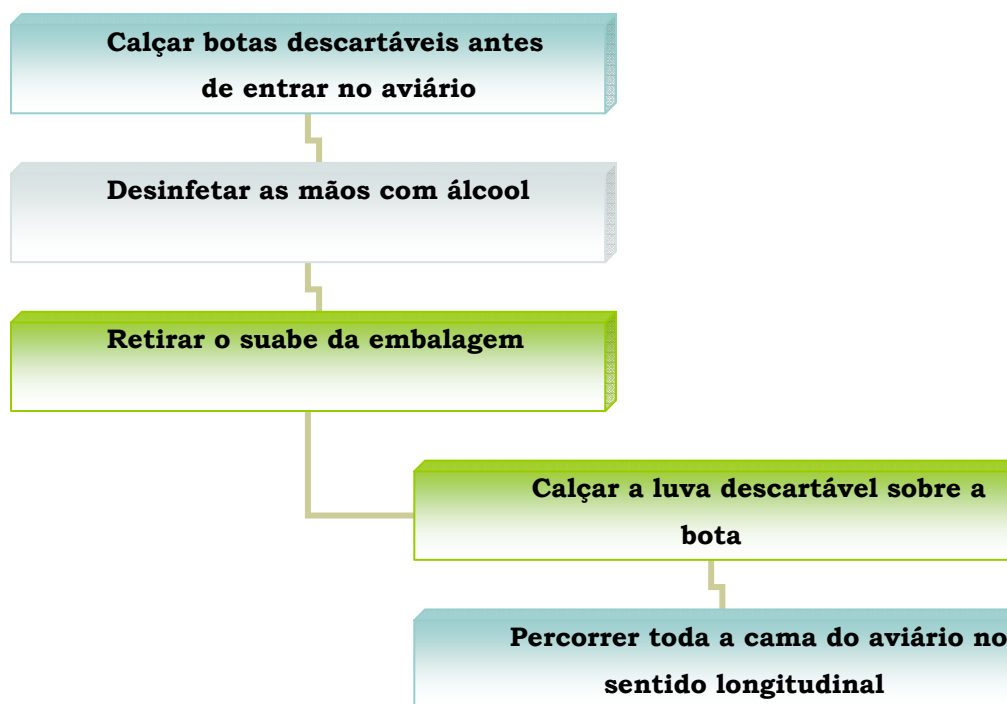 Calçar botas descartáveis antes
de entrar no aviário
Desinfetar as mãos com álcool
Retirar o suabe da embalagem
Calçar a luva descartável sobre a
bota
Percorrer toda a cama do aviário no
sentido longitudinal